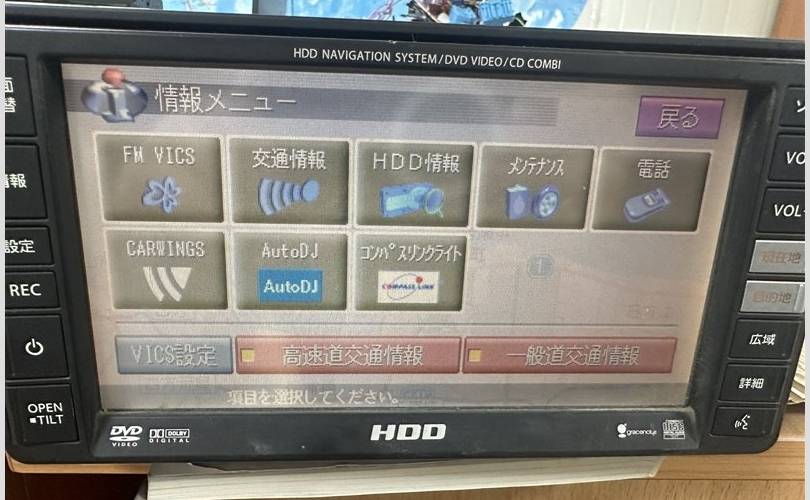 HDD NAVIGATION SYSTEM/DVD VIDEO/CD COMBI
情報メニュー
戻る
FM VICS
交通情報
HDD情報
メンテナンス
電話
CARWINGS
AutoDJ
AutoDJ
コンパスリンクライト
COMPASS LINK
VICS設定
高速道交通情報
一般道交通情報
項目を選択してください。
替
報
設定
REC
OPEN
TILT
VO
VOL
現在地
目的地
広域
詳細
DVD
VIDEO
DOLBY
DIGITAL
HDD
gracenote